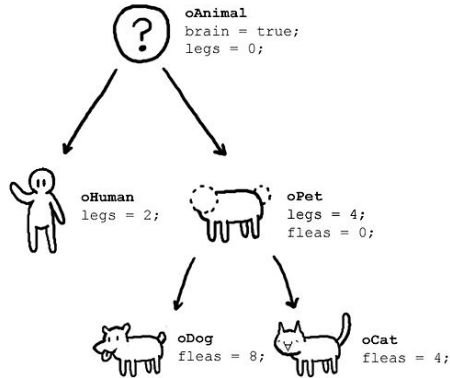 ?
oAnimal
brain = true;
legs = 0;
oHuman
legs = 2;
oPet
legs = 4;
fleas = 0;
oDog
fleas = 8;
oCat
fleas = 4;